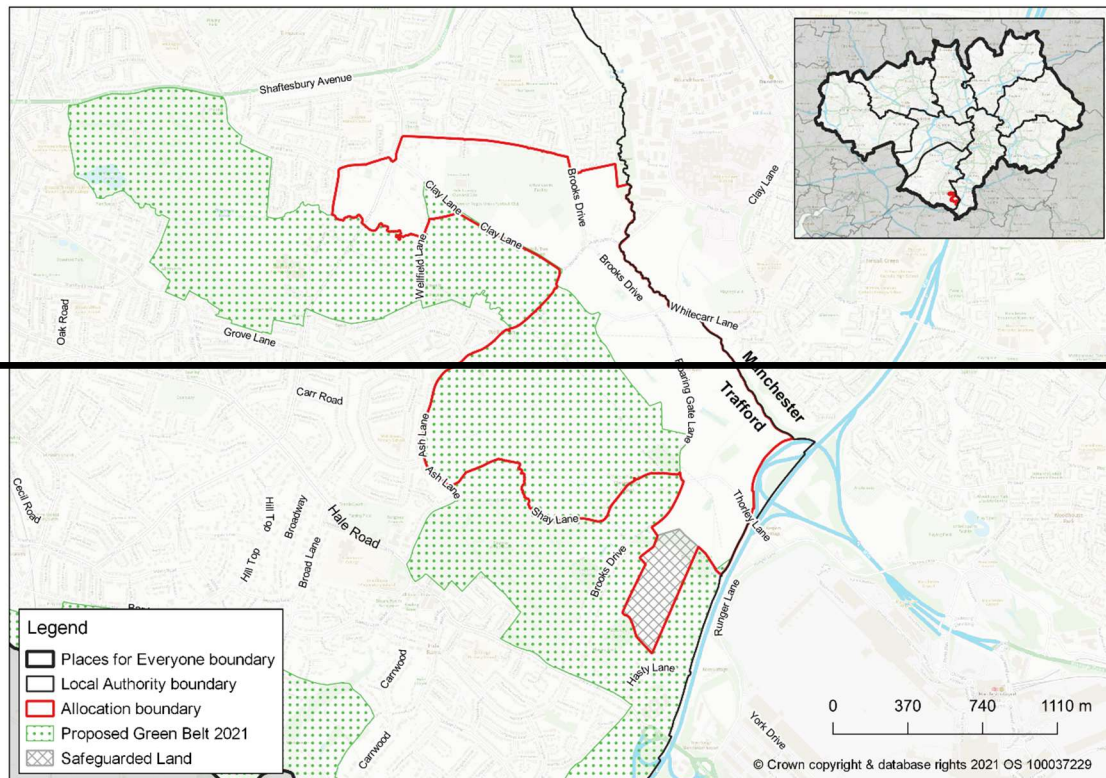 Shaftesbury Avenue
Clay Lane
Brooks Drive
Clay Lane
Clay Lane
Wellfield Lane
Brooks Drive
Whitecarr Lane
Oak Road
Grove Lane
Manchester
Trafford
Roaring Gate Lane
Carr Road
Ash Lane
Ash Lane
Cecil Road
Hill Top
Broadway
Hale Road
Shay Lane
Thorley Lane
Hill Top
Broad Lane
Brooks Drive
Runger Lane
Hasty Lane
Carrwood
Carrwood
York Drive
Legend
Places for Everyone boundary
Local Authority boundary
Allocation boundary
Proposed Green Belt 2021
Safeguarded Land
0 370 740 1110 m
© Crown copyright & database rights 2021 OS 100037229